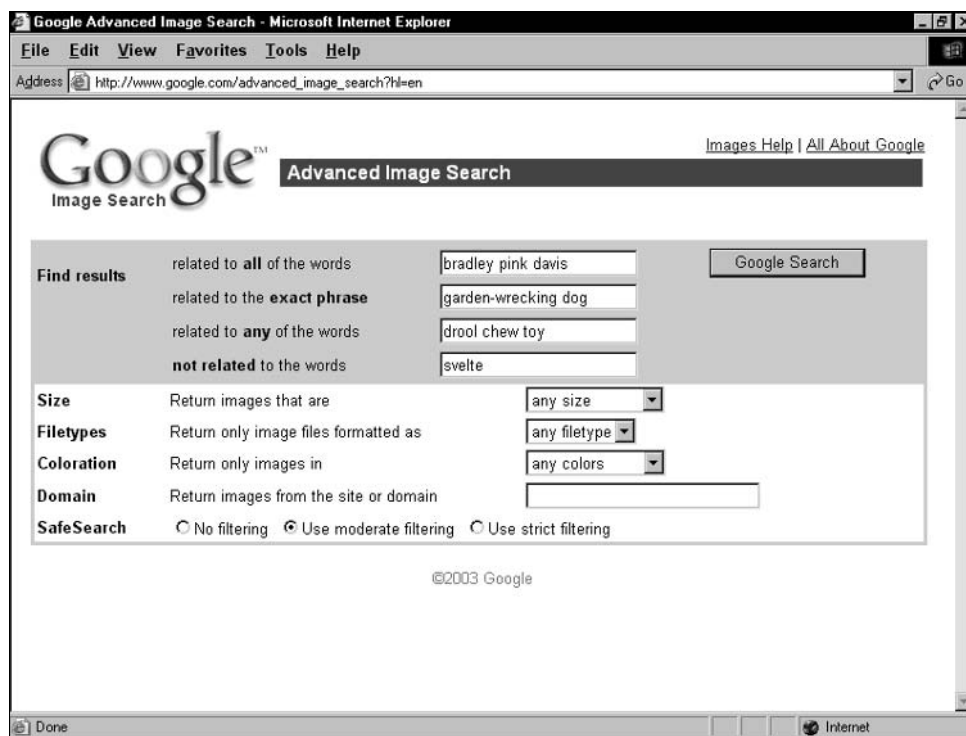 Google Advanced Image Search - Microsoft Internet Explorer
File Edit View Favorites Tools Help
Address http://www.google.com/advanced_image_search?hl=en Go
Images Help | All About Google
Google™
Advanced Image Search
Image Search
Find results
related to all of the words bradley pink davis Google Search
related to the exact phrase garden-wrecking dog
related to any of the words drool chew toy
not related to the words svelte
Size Return images that are any size
Filetypes Return only image files formatted as any filetype
Coloration Return only images in any colors
Domain Return images from the site or domain
SafeSearch No filtering Use moderate filtering Use strict filtering
©2003 Google
Done Internet